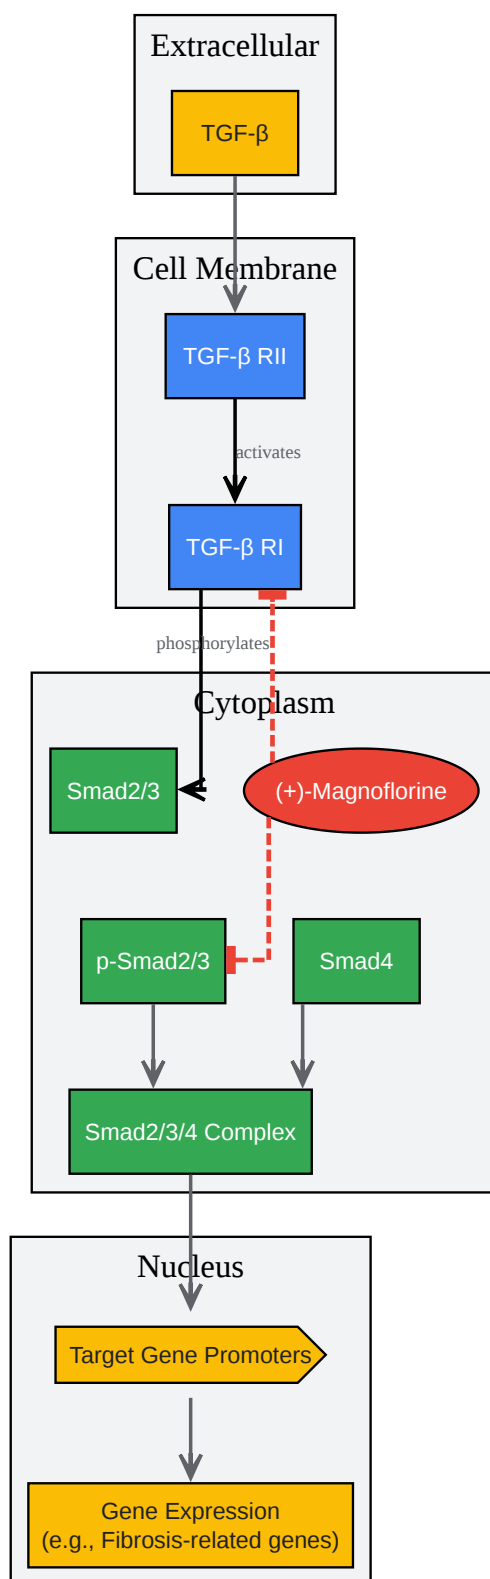 Extracellular
TGF-β
Cell Membrane
TGF-β RII
activates
TGF-β RI
phosphorylates
Cytoplasm
Smad2/3
(+)-Magnoflorine
p-Smad2/3
Smad4
Smad2/3/4 Complex
Nucleus
Target Gene Promoters
Gene Expression
(e.g., Fibrosis-related genes)